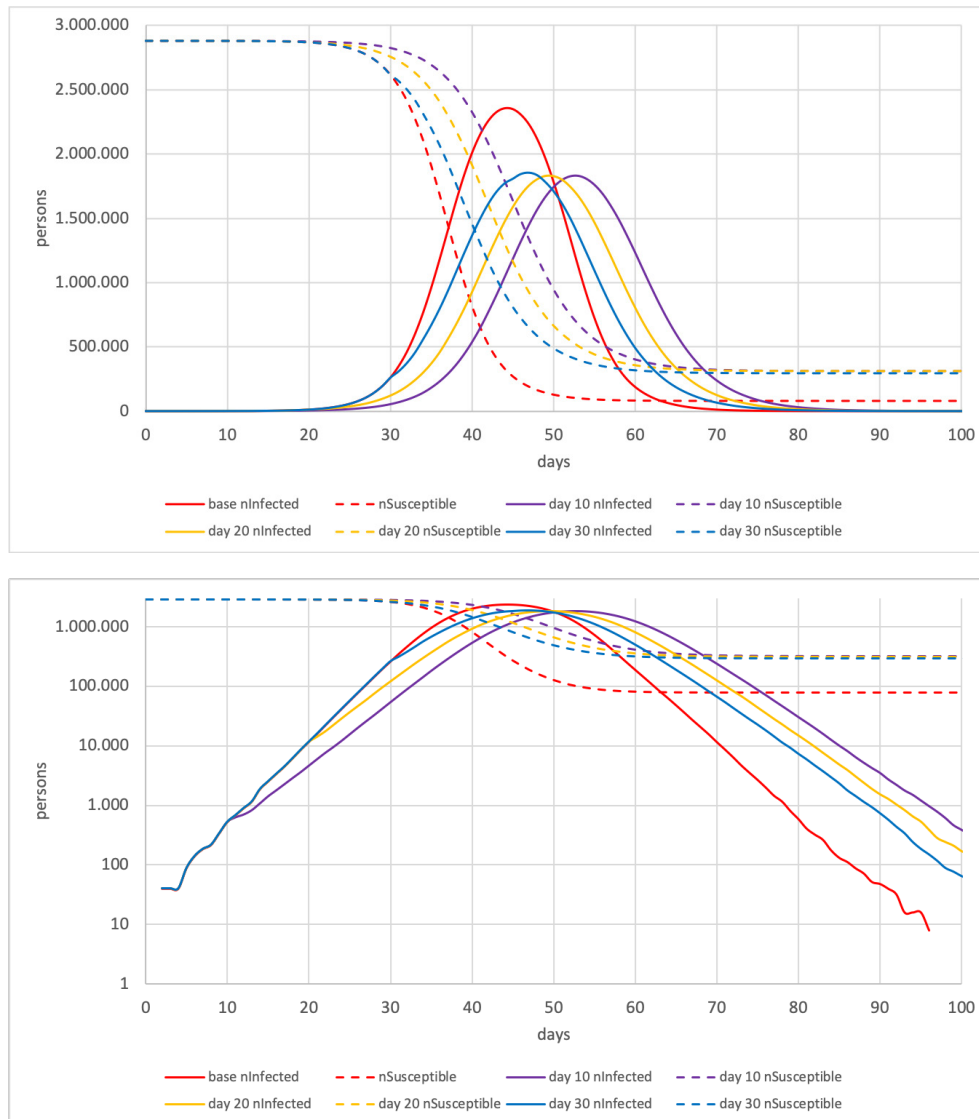 3.000.000
2.500.000
2.000.000
1.500.000
1.000.000
500.000
0
persons
0 10 20 30 40 50 60 70 80 90 100
days
base nInfected nSusceptible day 10 nInfected day 10 nSusceptible
day 20 nInfected day 20 nSusceptible day 30 nInfected day 30 nSusceptible
1.000.000
100.000
10.000
1.000
100
10
1
persons
0 10 20 30 40 50 60 70 80 90 100
days
base nInfected nSusceptible day 10 nInfected day 10 nSusceptible
day 20 nInfected day 20 nSusceptible day 30 nInfected day 30 nSusceptible